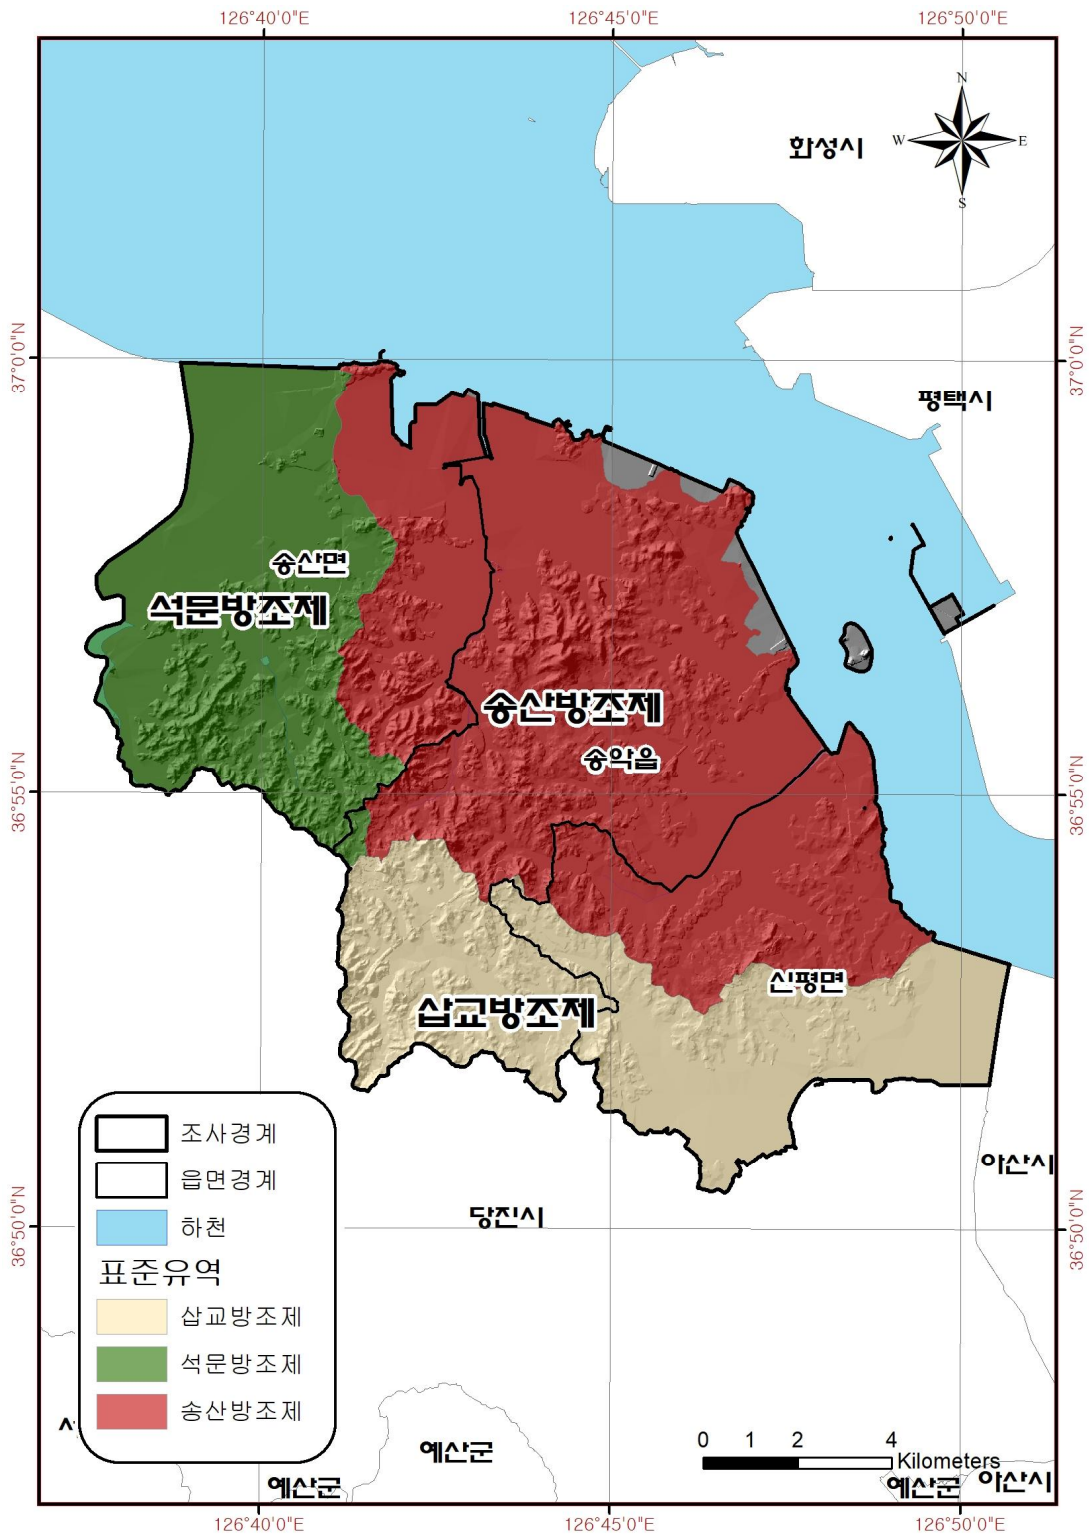 126°40'0"E
126°45'0"E
126°50'0"E
N
W
E
S
화성시
37°0'0"N
37°0'0"N
평택시
송산면
석문방조제
송산방조제
송악읍
36°55'0"N
36°55'0"N
신평면
삽교방조제
조사경계
읍면경계
하천
표준유역
삽교방조제
석문방조제
송산방조제
아산시
당진시
36°50'0"N
36°50'0"N
예산군
0 1 2 4
Kilometers
예산군
예산군
아산시
126°40'0"E
126°45'0"E
126°50'0"E